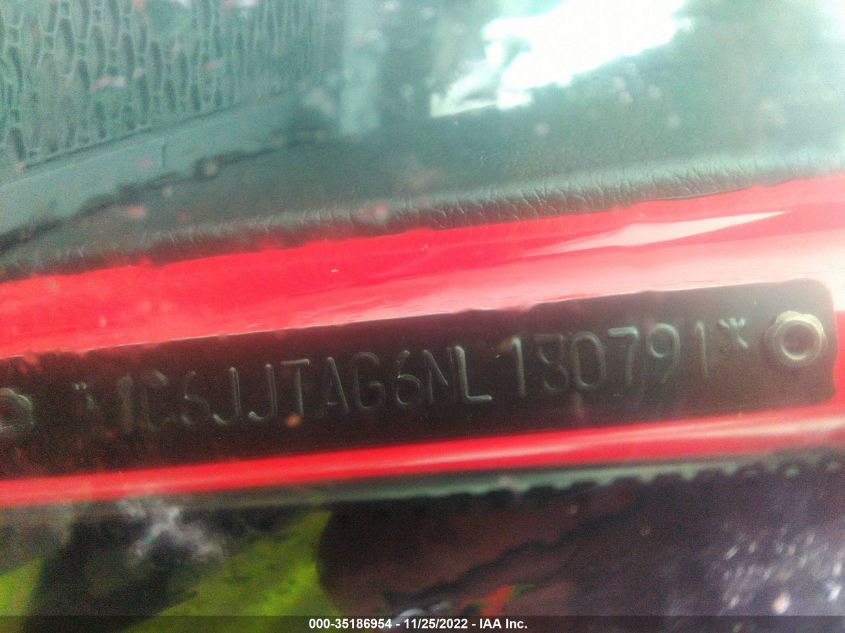 *1C6JJTAG6NL180791*
000-35186954 - 11/25/2022 - IAA Inc.